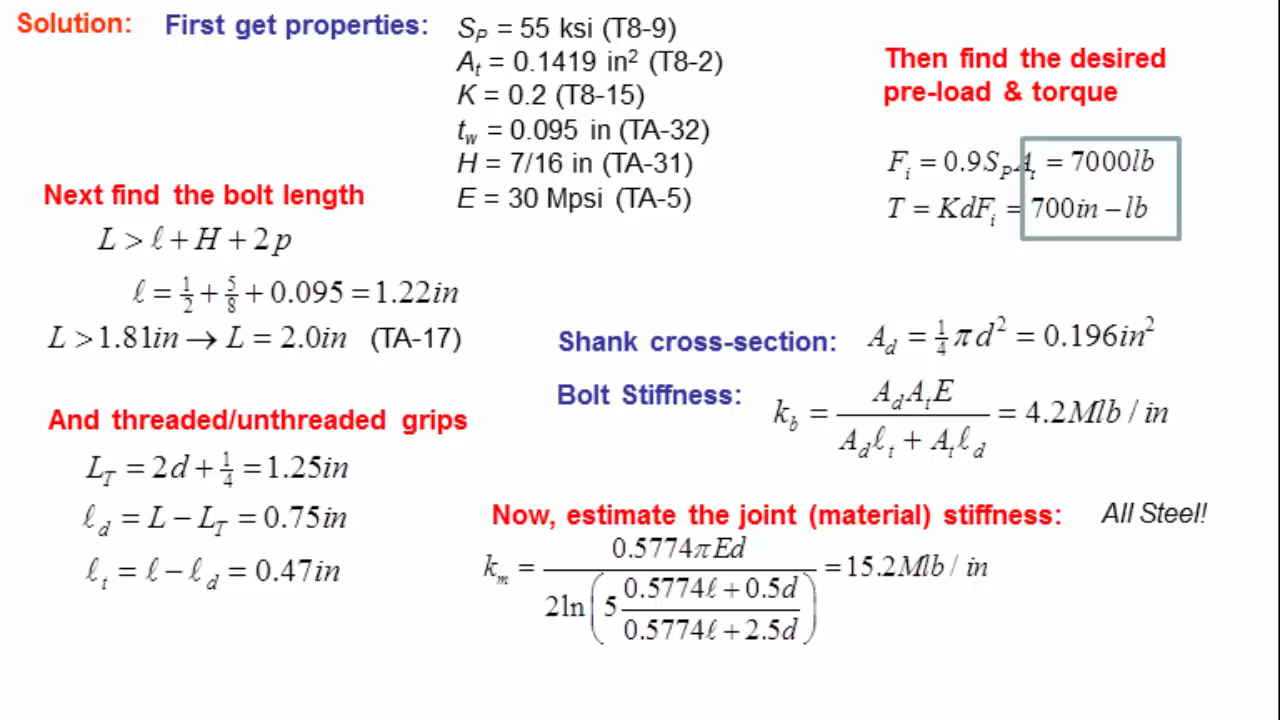 Solution: First get properties:
S_P = 55 ksi (T8-9)
A_t = 0.1419 in² (T8-2)
K = 0.2 (T8-15)
t_w = 0.095 in (TA-32)
H = 7/16 in (TA-31)
E = 30 Mpsi (TA-5)
Then find the desired
pre-load & torque
F_i = 0.9S_P A_t = 7000lb
T = KdF_i = 700in – lb
Next find the bolt length
L > ℓ + H + 2p
ℓ = 1/2 + 5/8 + 0.095 = 1.22in
L > 1.81in → L = 2.0in (TA-17)
And threaded/unthreaded grips
L_T = 2d + 1/4 = 1.25in
ℓ_d = L – L_T = 0.75in
ℓ_t = ℓ – ℓ_d = 0.47in
Shank cross-section: A_d = 1/4 πd² = 0.196in²
Bolt Stiffness: k_b = A_d A_t E / (A_d ℓ_t + A_t ℓ_d) = 4.2Mlb / in
Now, estimate the joint (material) stiffness: All Steel!
k_m = 0.5774πEd / (2ln(5 (0.5774ℓ + 0.5d) / (0.5774ℓ + 2.5d))) = 15.2Mlb / in